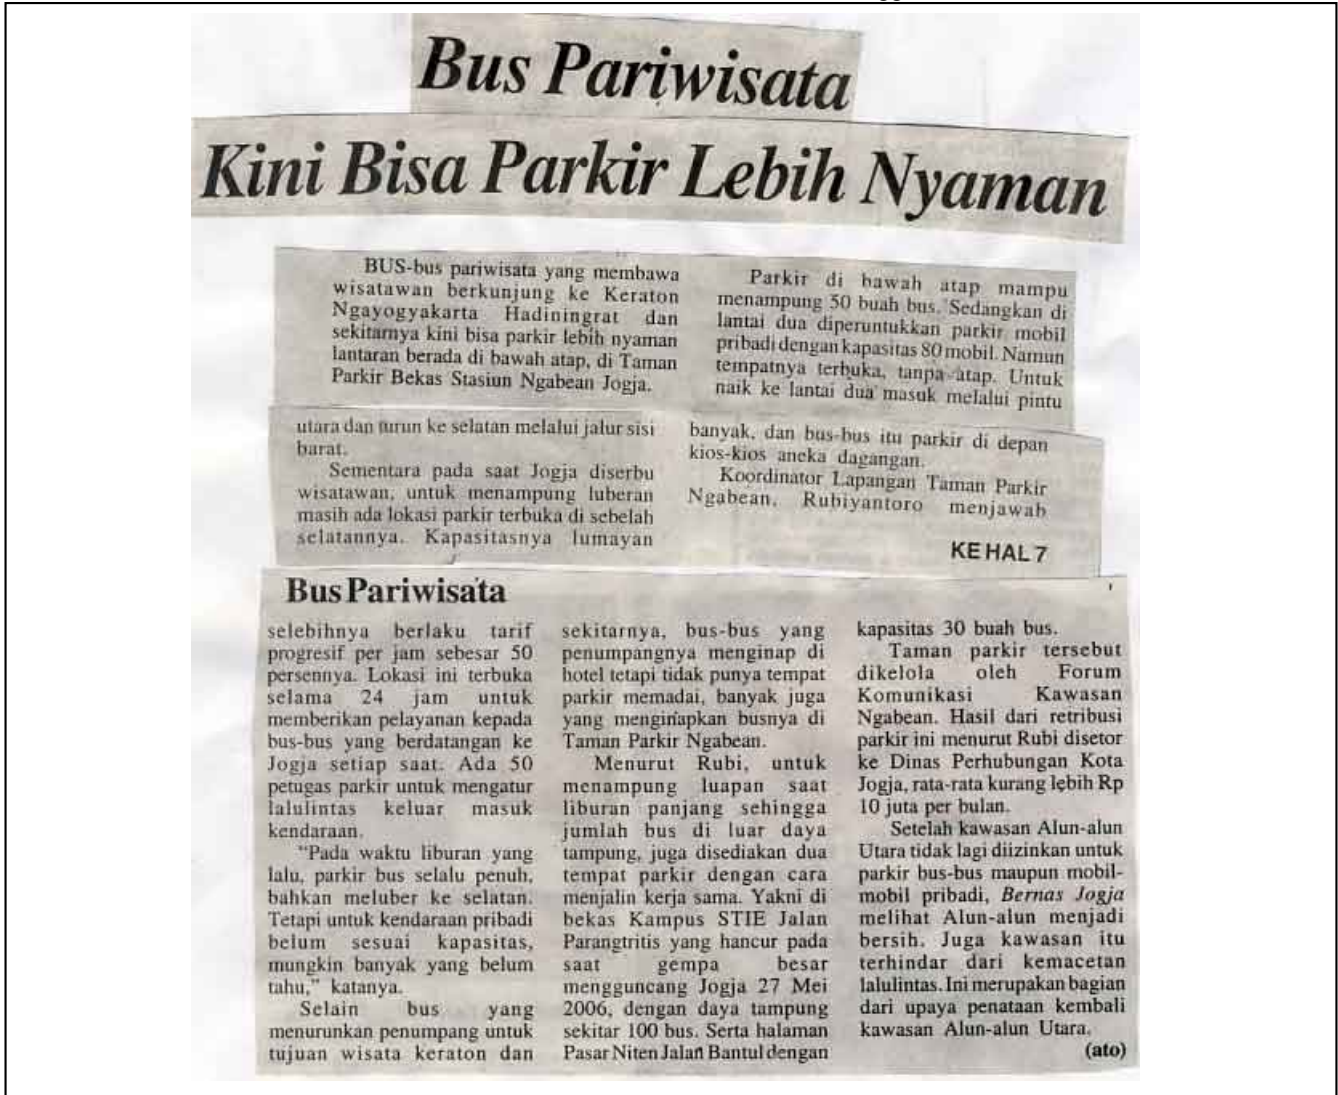 Bus Pariwisata
Kini Bisa Parkir Lebih Nyaman
BUS-bus pariwisata yang membawa
wisatawan berkunjung ke Keraton
Ngayogyakarta Hadiningrat dan
sekitarnya kini bisa parkir lebih nyaman
lantaran berada di bawah atap, di Taman
Parkir Bekas Stasiun Ngabean Jogja.
Parkir di bawah atap mampu
menampung 50 buah bus. Sedangkan di
lantai dua diperuntukkan parkir mobil
pribadi dengan kapasitas 80 mobil. Namun
tempatnya terbuka, tanpa atap. Untuk
naik ke lantai dua masuk melalui pintu
utara dan turun ke selatan melalui jalur sisi
barat.
Sementara pada saat Jogja diserbu
wisatawan, untuk menampung luberan
masih ada lokasi parkir terbuka di sebelah
selatannya. Kapasitasnya lumayan
banyak, dan bus-bus itu parkir di depan
kios-kios aneka dagangan.
Koordinator Lapangan Taman Parkir
Ngabean, Rubiyantoro menjawab
KE HAL 7
Bus Pariwisata
selebihnya berlaku tarif
progresif per jam sebesar 50
persennya. Lokasi ini terbuka
selama 24 jam untuk
memberikan pelayanan kepada
bus-bus yang berdatangan ke
Jogja setiap saat. Ada 50
petugas parkir untuk mengatur
lalulintas keluar masuk
kendaraan.
"Pada waktu liburan yang
lalu, parkir bus selalu penuh,
bahkan meluber ke selatan.
Tetapi untuk kendaraan pribadi
belum sesuai kapasitas,
mungkin banyak yang belum
tahu," katanya.
Selain bus yang
menurunkan penumpang untuk
tujuan wisata keraton dan
sekitarnya, bus-bus yang
penumpangnya menginap di
hotel tetapi tidak punya tempat
parkir memadai, banyak juga
yang menginapkan busnya di
Taman Parkir Ngabean.
Menurut Rubi, untuk
menampung luapan saat
liburan panjang sehingga
jumlah bus di luar daya
tampung, juga disediakan dua
tempat parkir dengan cara
menjalin kerja sama. Yakni di
bekas Kampus STIE Jalan
Parangtritis yang hancur pada
saat gempa besar
mengguncang Jogja 27 Mei
2006, dengan daya tampung
sekitar 100 bus. Serta halaman
Pasar Niten Jalan Bantul dengan
kapasitas 30 buah bus.
Taman parkir tersebut
dikelola oleh Forum
Komunikasi Kawasan
Ngabean. Hasil dari retribusi
parkir ini menurut Rubi disetor
ke Dinas Perhubungan Kota
Jogja, rata-rata kurang lebih Rp
10 juta per bulan.
Setelah kawasan Alun-alun
Utara tidak lagi diizinkan untuk
parkir bus-bus maupun mobil-
mobil pribadi, Bernas Jogja
melihat Alun-alun menjadi
bersih. Juga kawasan itu
terhindar dari kemacetan
lalulintas. Ini merupakan bagian
dari upaya penataan kembali
kawasan Alun-alun Utara.
(ato)